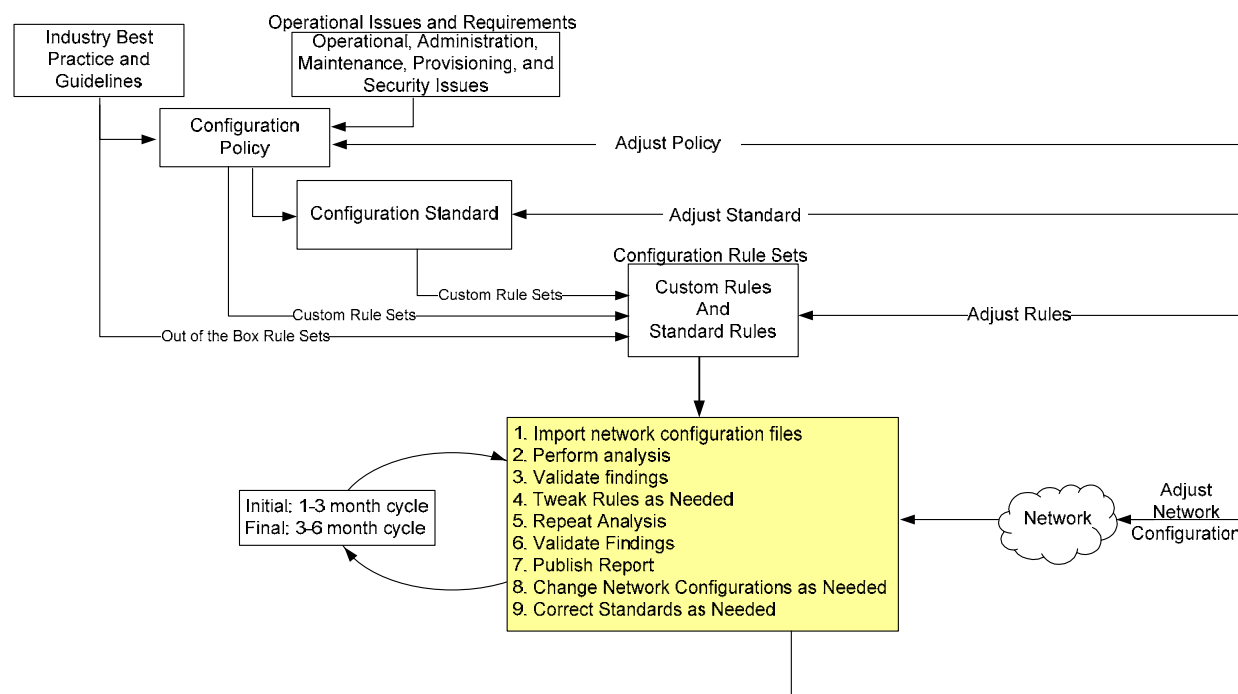 Operational Issues and Requirements
Industry Best
Practice and
Guidelines
Operational, Administration,
Maintenance, Provisioning, and
Security Issues
Configuration
Policy
Adjust Policy
Configuration Standard
Adjust Standard
Configuration Rule Sets
Custom Rules
And
Standard Rules
Custom Rule Sets
Custom Rule Sets
Out of the Box Rule Sets
Adjust Rules
1. Import network configuration files
2. Perform analysis
3. Validate findings
4. Tweak Rules as Needed
5. Repeat Analysis
6. Validate Findings
7. Publish Report
8. Change Network Configurations as Needed
9. Correct Standards as Needed
Initial: 1-3 month cycle
Final: 3-6 month cycle
Network
Adjust
Network
Configuration